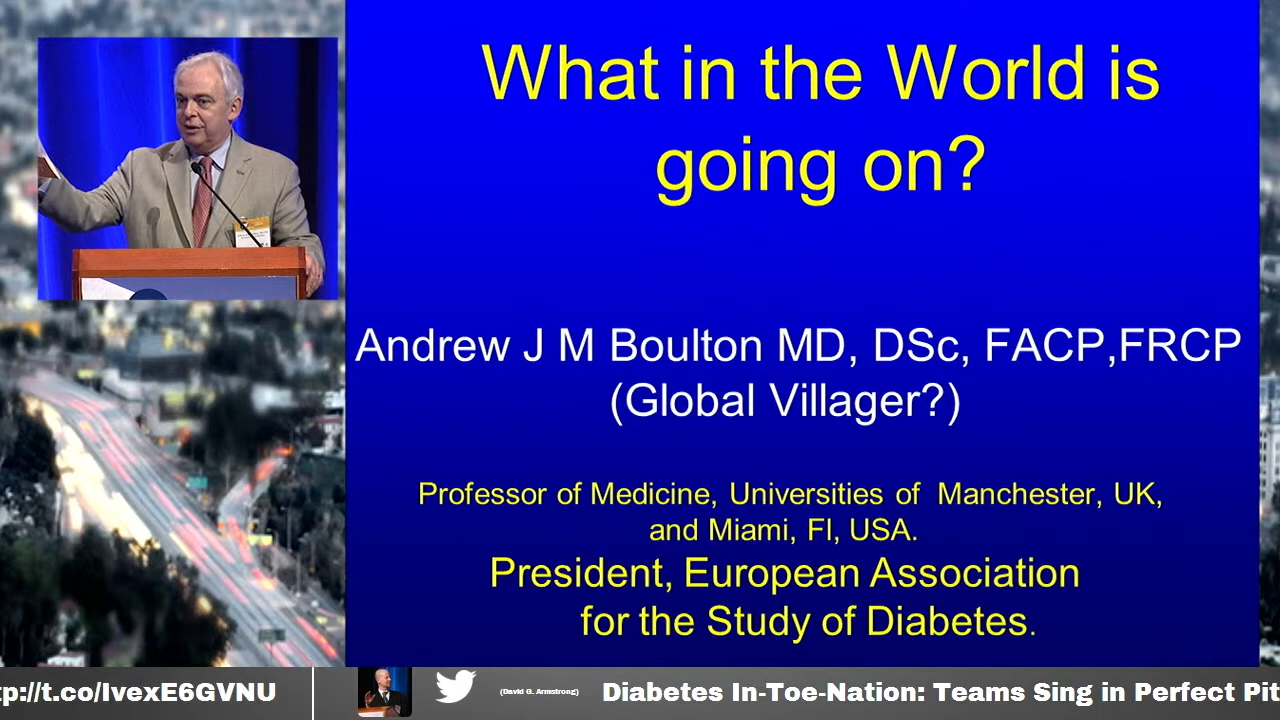 What in the World is
going on?
Andrew J M Boulton MD, DSc, FACP,FRCP
(Global Villager?)
Professor of Medicine, Universities of Manchester, UK,
and Miami, Fl, USA.
President, European Association
for the Study of Diabetes.
tp://t.co/IvexE6GVNU
(David G. Armstrong)
Diabetes In-Toe-Nation: Teams Sing in Perfect Pit